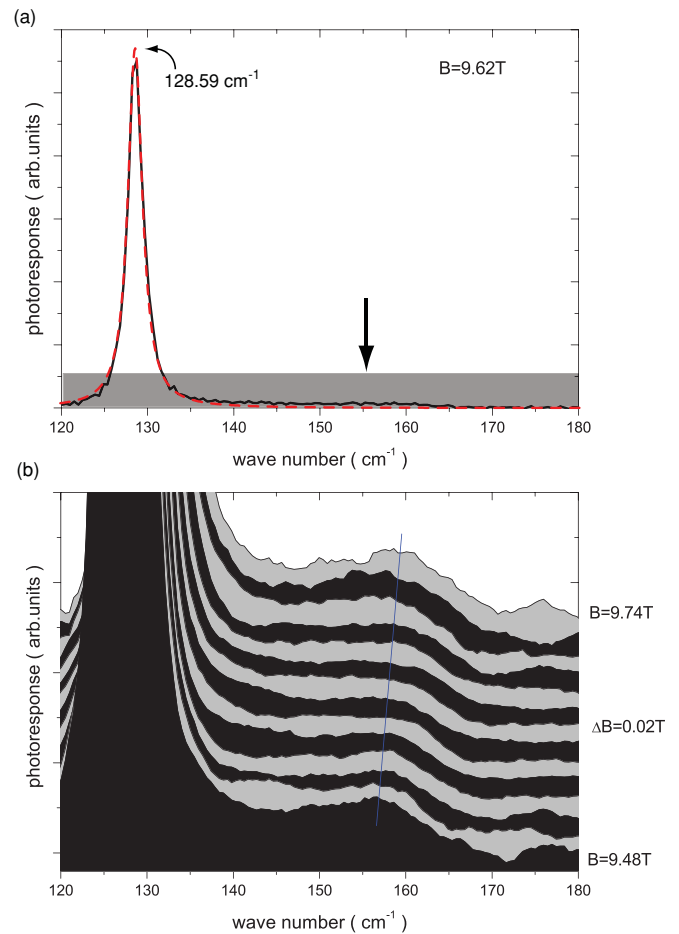 (a)
128.59 cm⁻¹
B=9.62T
photoresponse ( arb.units )
120 130 140 150 160 170 180
wave number ( cm⁻¹ )
(b)
B=9.74T
ΔB=0.02T
B=9.48T
photoresponse ( arb.units )
120 130 140 150 160 170 180
wave number ( cm⁻¹ )